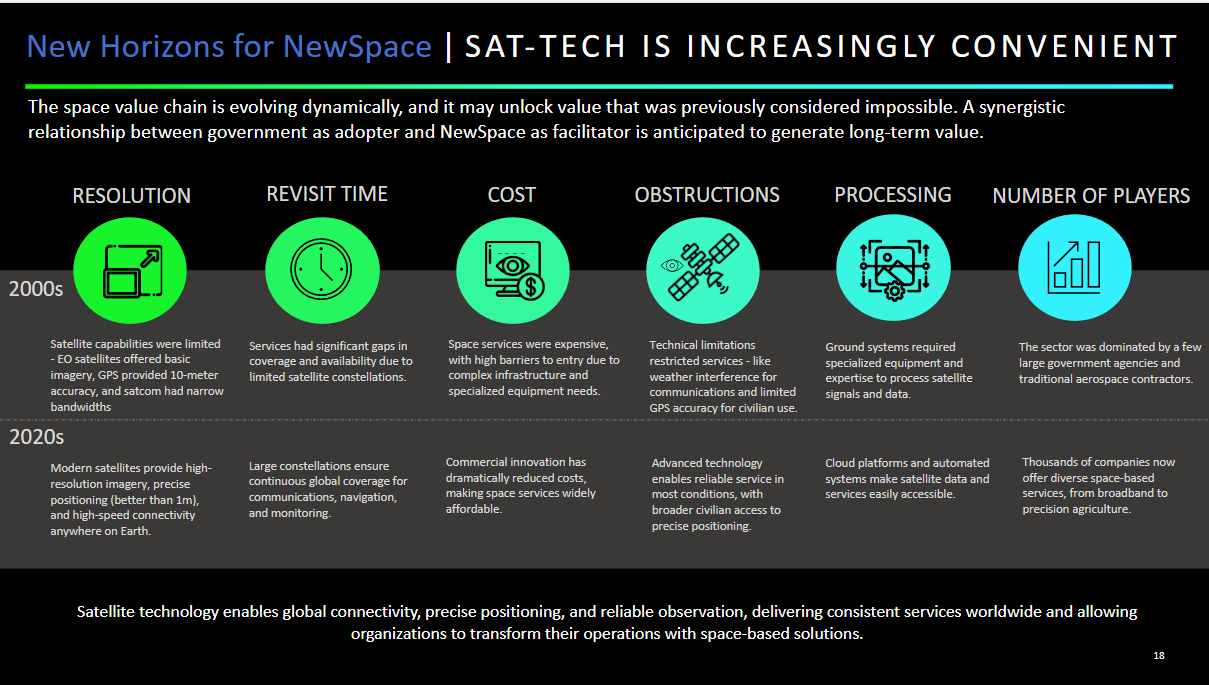 New Horizons for NewSpace | SAT-TECH IS INCREASINGLY CONVENIENT
The space value chain is evolving dynamically, and it may unlock value that was previously considered impossible. A synergistic
relationship between government as adopter and NewSpace as facilitator is anticipated to generate long-term value.
RESOLUTION
REVISIT TIME
COST
OBSTRUCTIONS
PROCESSING
NUMBER OF PLAYERS
2000s
Satellite capabilities were limited
- EO satellites offered basic
imagery, GPS provided 10-meter
accuracy, and satcom had narrow
bandwidths
Services had significant gaps in
coverage and availability due to
limited satellite constellations.
Space services were expensive,
with high barriers to entry due to
complex infrastructure and
specialized equipment needs.
Technical limitations
restricted services - like
weather interference for
communications and limited
GPS accuracy for civilian use.
Ground systems required
specialized equipment and
expertise to process satellite
signals and data.
The sector was dominated by a few
large government agencies and
traditional aerospace contractors.
2020s
Modern satellites provide high-
resolution imagery, precise
positioning (better than 1m),
and high-speed connectivity
anywhere on Earth.
Large constellations ensure
continuous global coverage for
communications, navigation,
and monitoring.
Commercial innovation has
dramatically reduced costs,
making space services widely
affordable.
Advanced technology
enables reliable service in
most conditions, with
broader civilian access to
precise positioning.
Cloud platforms and automated
systems make satellite data and
services easily accessible.
Thousands of companies now
offer diverse space-based
services, from broadband to
precision agriculture.
Satellite technology enables global connectivity, precise positioning, and reliable observation, delivering consistent services worldwide and allowing
organizations to transform their operations with space-based solutions.
18